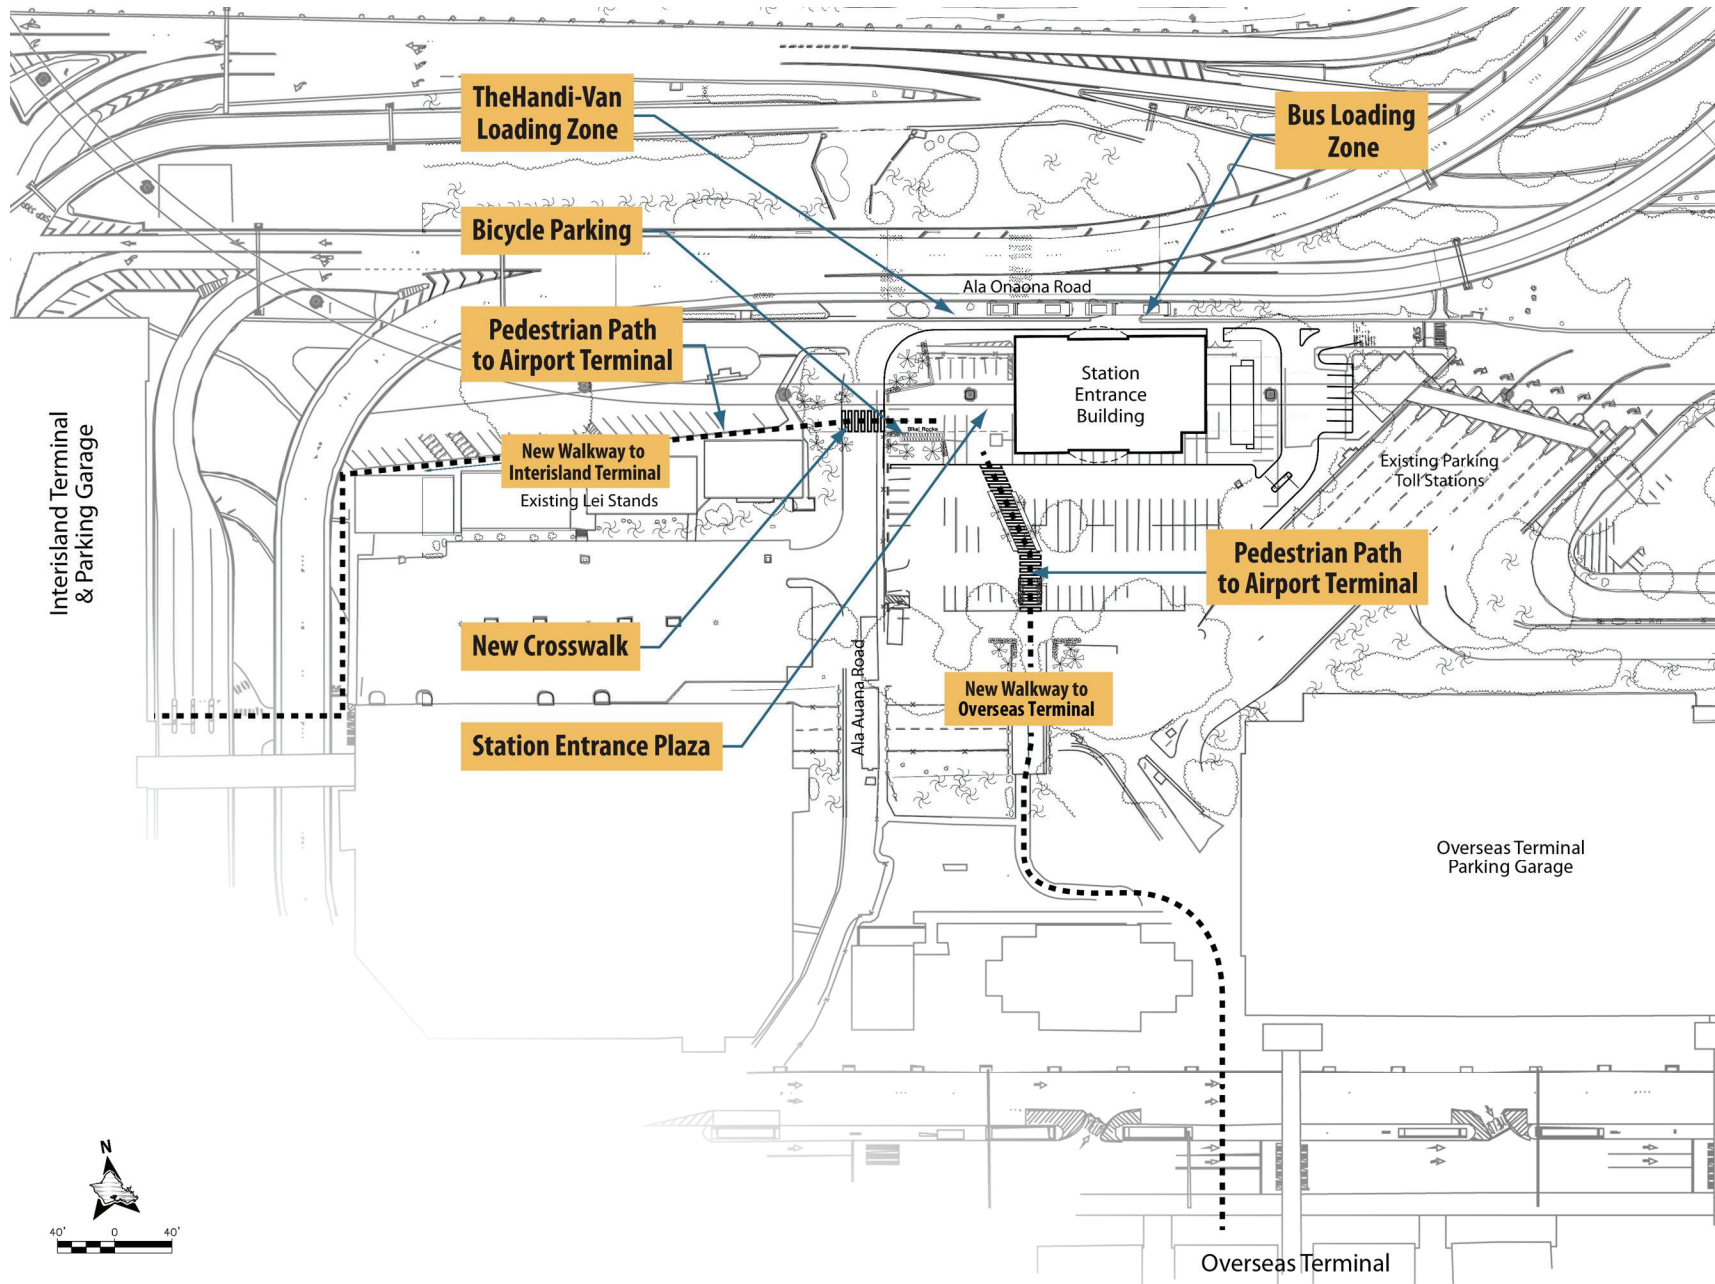 TheHandi-Van
Loading Zone
Bus Loading
Zone
Bicycle Parking
Ala Onaona Road
Pedestrian Path
to Airport Terminal
Station
Entrance
Building
Bike Racks
New Walkway to
Interisland Terminal
Existing Lei Stands
Existing Parking
Toll Stations
Interisland Terminal
& Parking Garage
Pedestrian Path
to Airport Terminal
New Crosswalk
Ala Auana Road
New Walkway to
Overseas Terminal
Station Entrance Plaza
Overseas Terminal
Parking Garage
N
40' 0 40'
Overseas Terminal